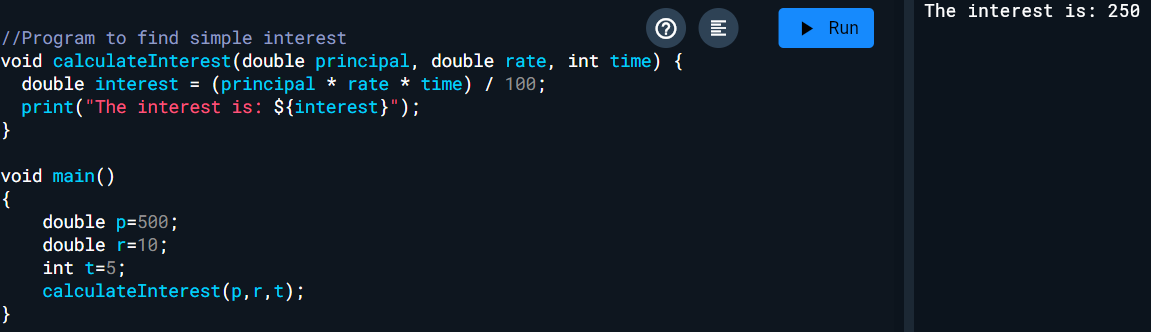 //Program to find simple interest
void calculateInterest(double principal, double rate, int time) {
  double interest = (principal * rate * time) / 100;
  print("The interest is: ${interest}");
}

void main()
{
    double p=500;
    double r=10;
    int t=5;
    calculateInterest(p,r,t);
}
Run
The interest is: 250